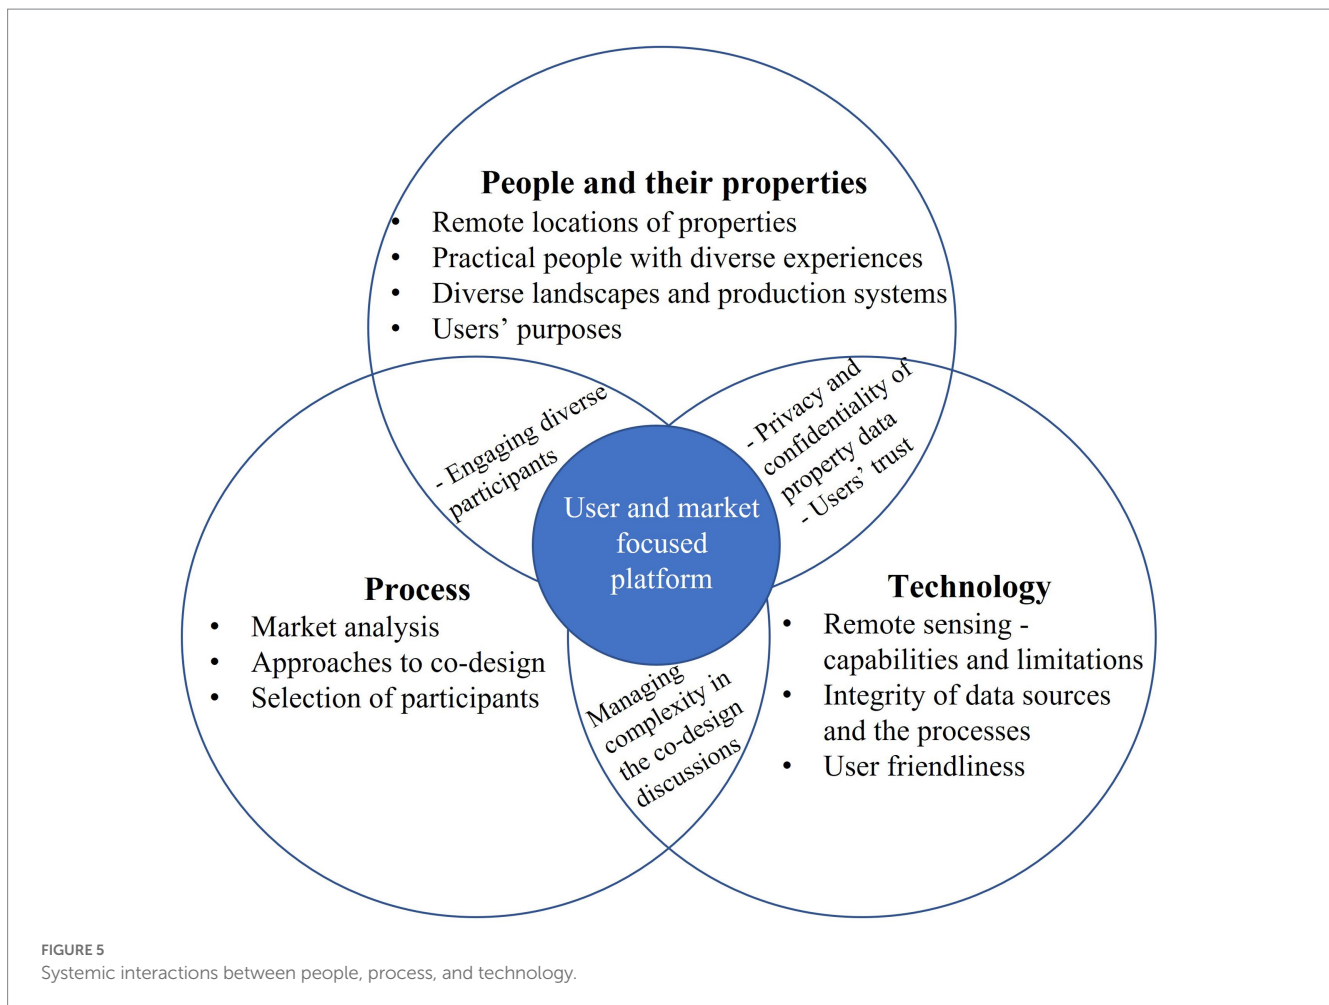 People and their properties
• Remote locations of properties
• Practical people with diverse experiences
• Diverse landscapes and production systems
• Users’ purposes
- Engaging diverse
participants
- Privacy and
confidentiality of
property data
- Users’ trust
User and market
focused
platform
Process
• Market analysis
• Approaches to co-design
• Selection of participants
Technology
• Remote sensing -
capabilities and limitations
• Integrity of data sources
and the processes
• User friendliness
Managing
complexity in
the co-design
discussions
FIGURE 5
Systemic interactions between people, process, and technology.